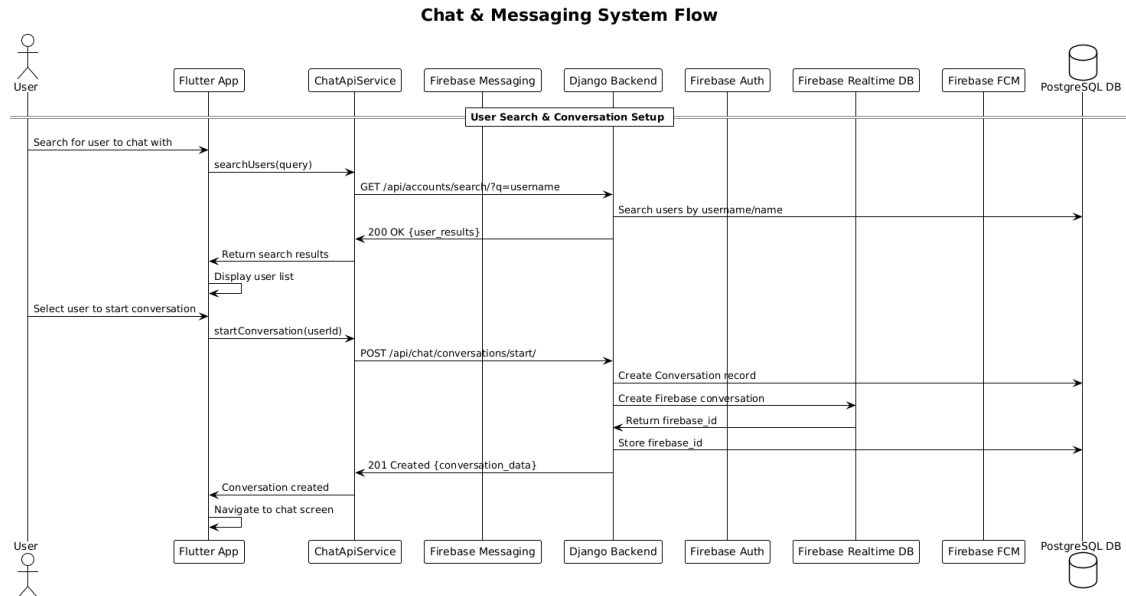 Chat & Messaging System Flow
User
Flutter App
ChatApiService
Firebase Messaging
Django Backend
Firebase Auth
Firebase Realtime DB
Firebase FCM
PostgreSQL DB
User Search & Conversation Setup
Search for user to chat with
searchUsers(query)
GET /api/accounts/search/?q=username
Search users by username/name
200 OK {user_results}
Return search results
Display user list
Select user to start conversation
startConversation(userId)
POST /api/chat/conversations/start/
Create Conversation record
Create Firebase conversation
Return firebase_id
Store firebase_id
201 Created {conversation_data}
Conversation created
Navigate to chat screen
User
Flutter App
ChatApiService
Firebase Messaging
Django Backend
Firebase Auth
Firebase Realtime DB
Firebase FCM
PostgreSQL DB